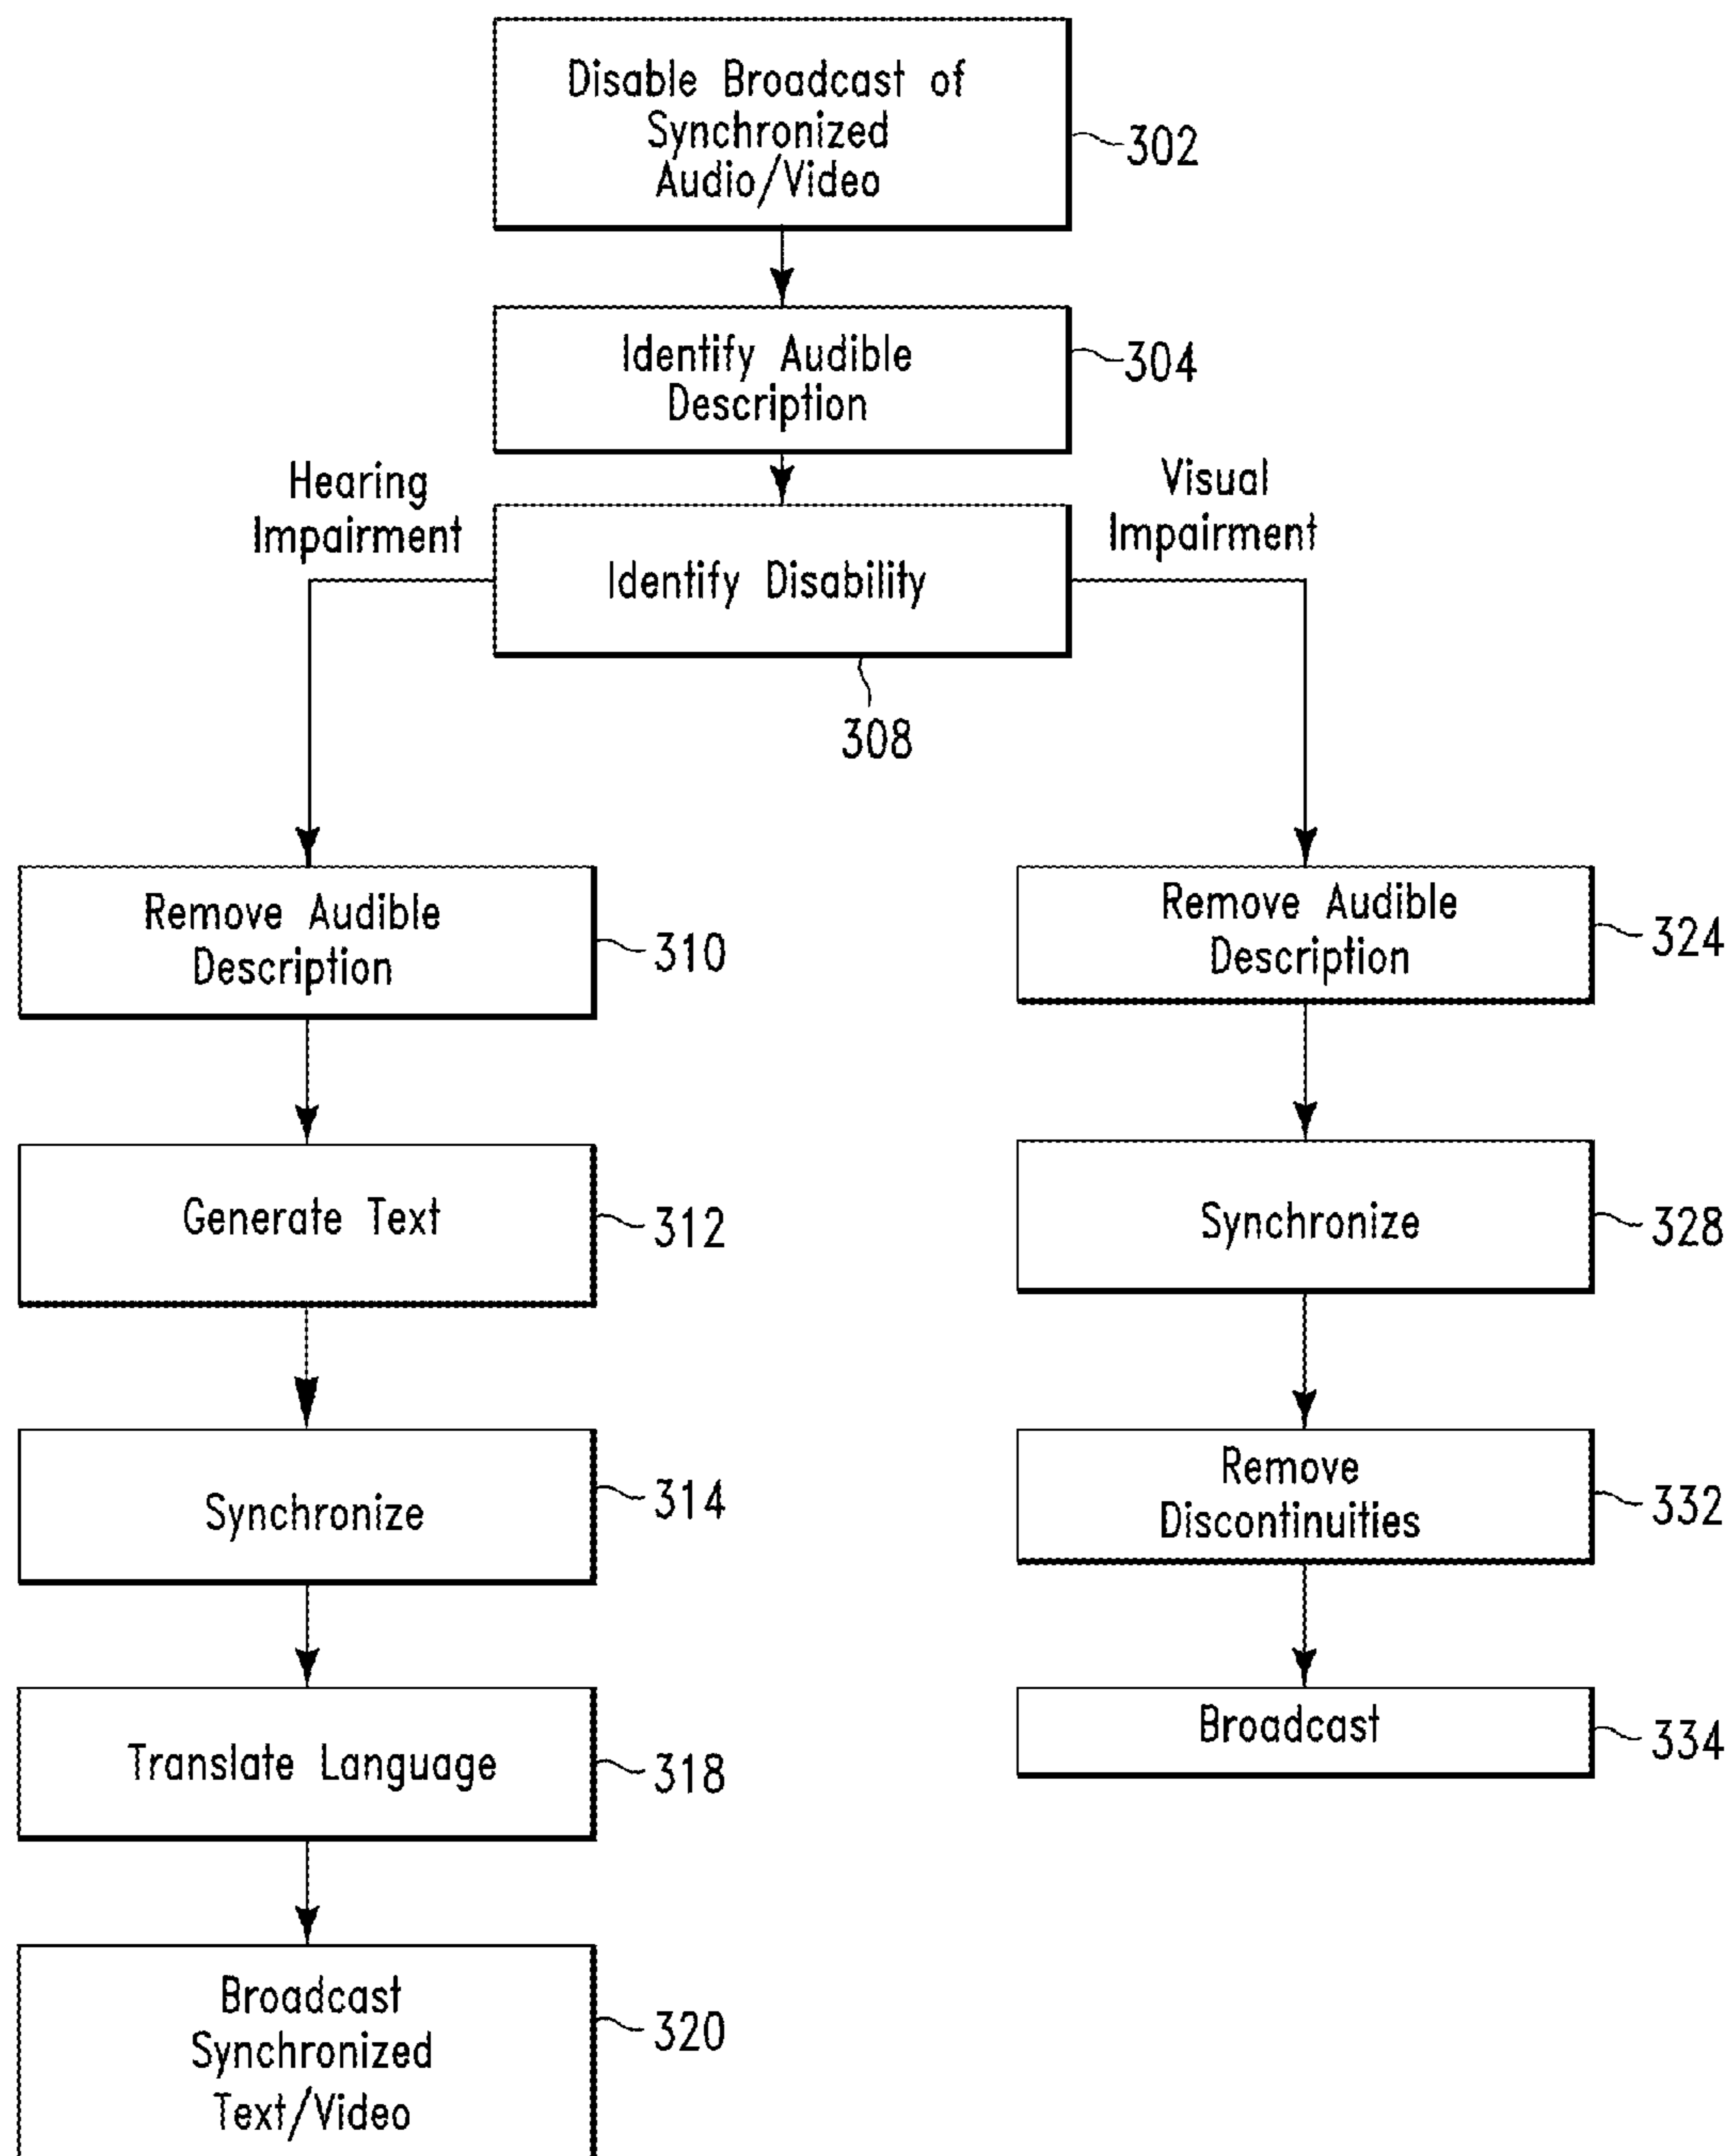 Disable Broadcast of
Synchronized
Audio/Video
302
Identify Audible
Description
304
Hearing
Impairment
Visual
Impairment
Identify Disability
308
Remove Audible
Description
310
Generate Text
312
Synchronize
314
Translate Language
318
Broadcast
Synchronized
Text/Video
320
Remove Audible
Description
324
Synchronize
328
Remove
Discontinuities
332
Broadcast
334